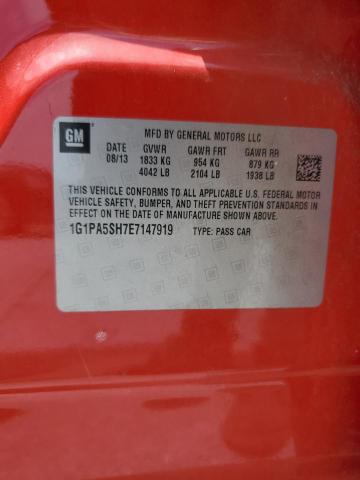 GM
MFD BY GENERAL MOTORS LLC
DATE GVWR GAWR FRT GAWR RR
08/13 1833 KG 954 KG 879 KG
4042 LB 2104 LB 1938 LB
THIS VEHICLE CONFORMS TO ALL APPLICABLE U.S. FEDERAL MOTOR
VEHICLE SAFETY, BUMPER, AND THEFT PREVENTION STANDARDS IN
EFFECT ON THE DATE OF MANUFACTURE SHOWN ABOVE.
1G1PA5SH7E7147919 TYPE: PASS CAR